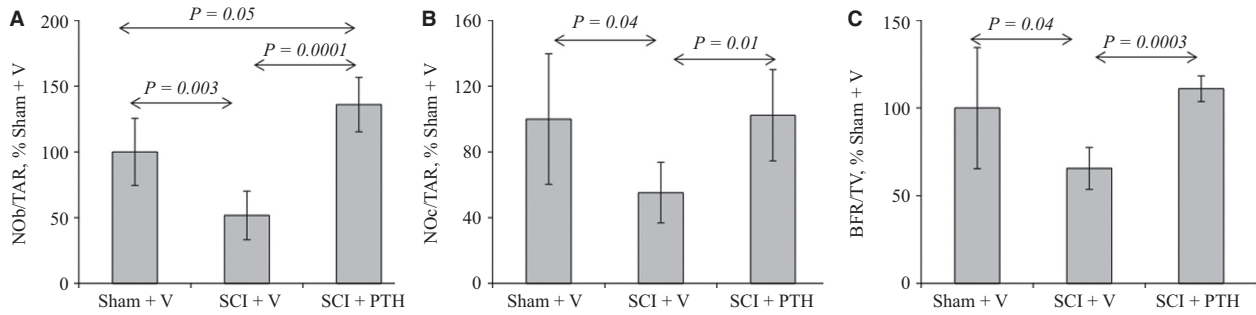 A
NOb/TAR, % Sham + V
200
150
100
50
0
P = 0.05
P = 0.0001
P = 0.003
Sham + V
SCI + V
SCI + PTH
B
NOc/TAR, % Sham + V
160
120
80
40
0
P = 0.04
P = 0.01
Sham + V
SCI + V
SCI + PTH
C
BFR/TV, % Sham + V
150
100
50
0
P = 0.04
P = 0.0003
Sham + V
SCI + V
SCI + PTH